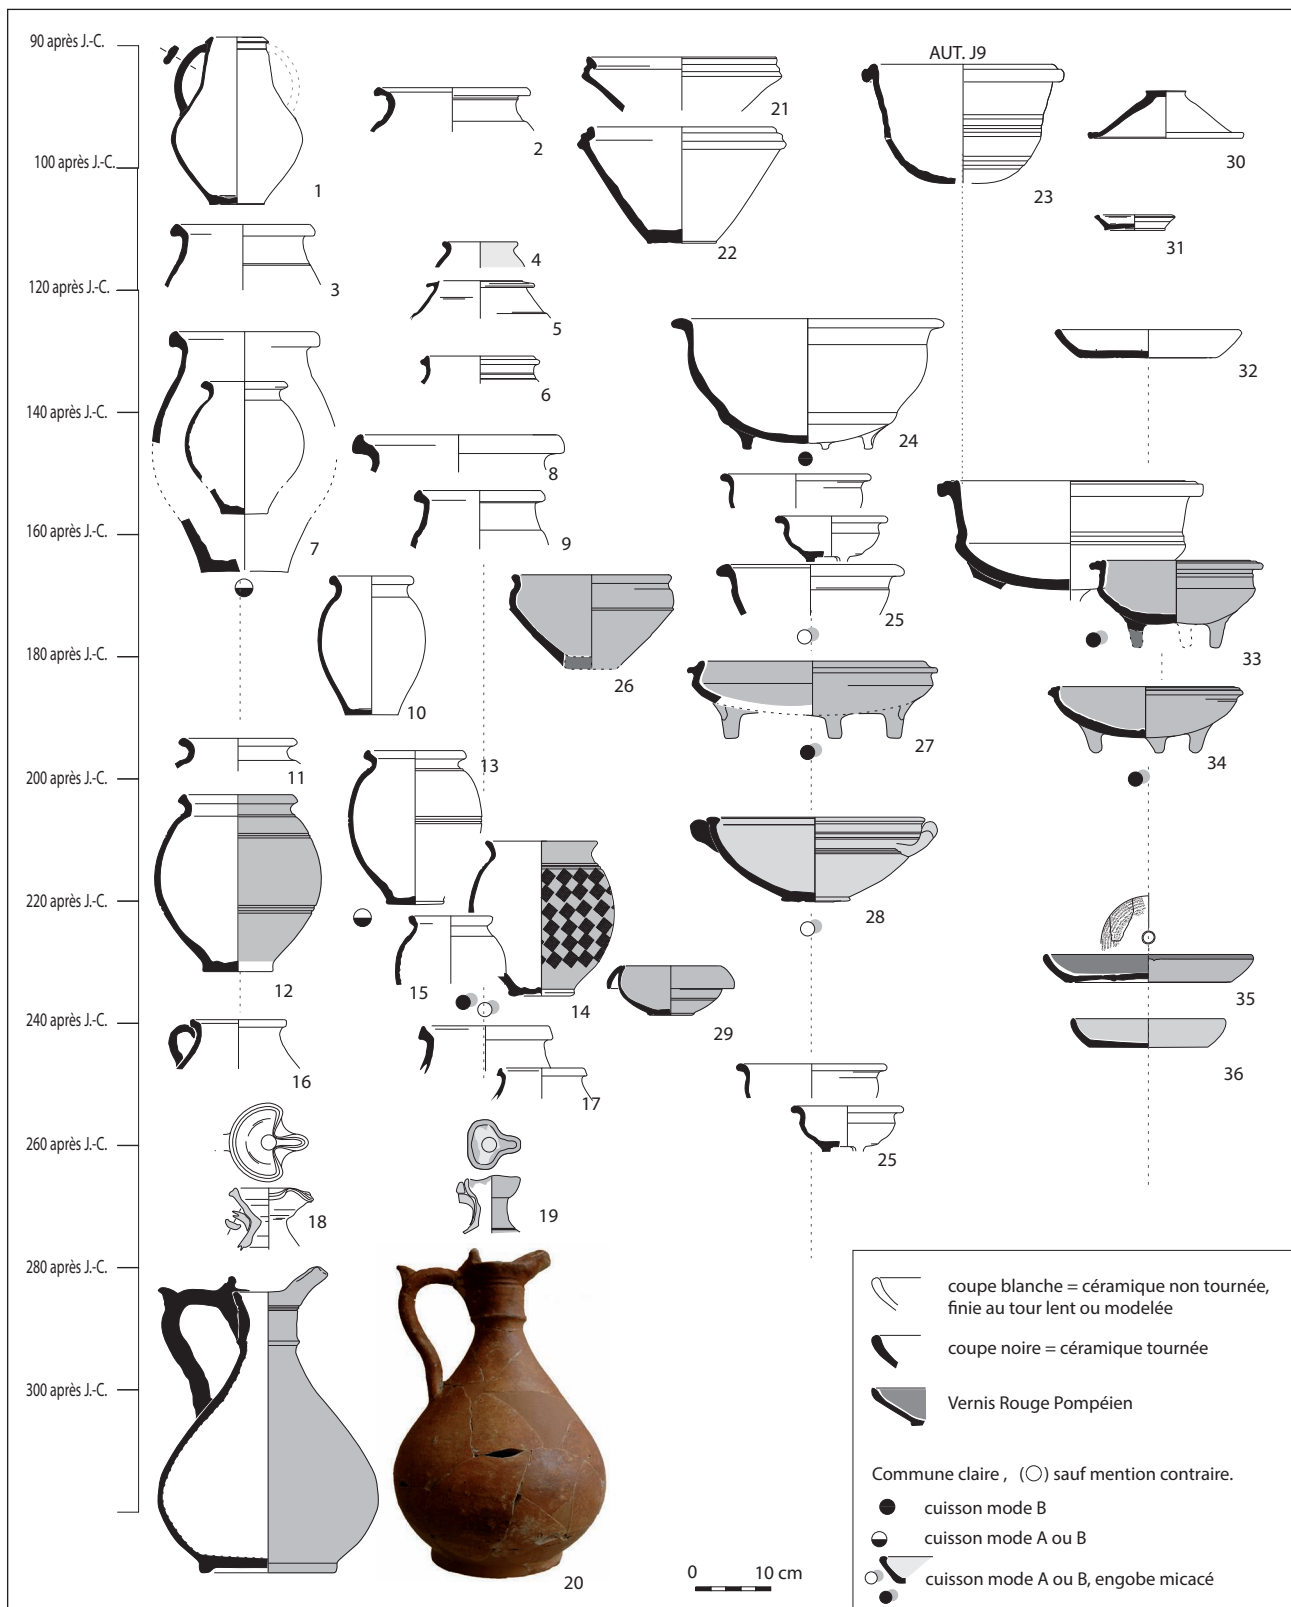 90 après J.-C.
100 après J.-C.
120 après J.-C.
140 après J.-C.
160 après J.-C.
180 après J.-C.
200 après J.-C.
220 après J.-C.
240 après J.-C.
260 après J.-C.
280 après J.-C.
300 après J.-C.
AUT. J9
1
2
21
22
23
30
31
3
4
5
6
32
24
7
8
9
25
33
10
26
27
34
11
13
12
15
14
28
29
35
36
16
17
25
18
19
20
0 10 cm
coupe blanche = céramique non tournée,
finie au tour lent ou modelée
coupe noire = céramique tournée
Vernis Rouge Pompéien
Commune claire , (○) sauf mention contraire.
cuisson mode B
cuisson mode A ou B
cuisson mode A ou B, engobe micacé